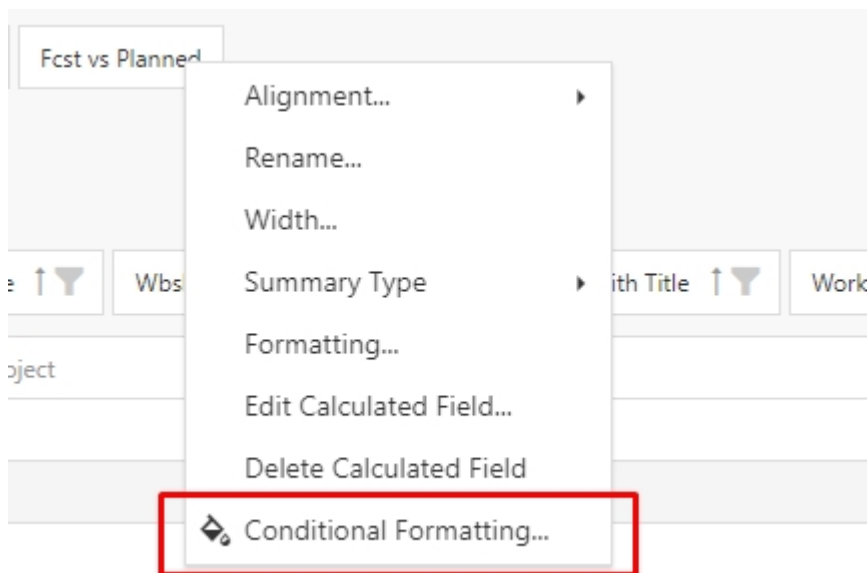 Fcst vs Planned
Alignment...
Rename...
Width...
Wbs
Summary Type
ith Title
Work
Formatting...
oject
Edit Calculated Field...
Delete Calculated Field
Conditional Formatting...